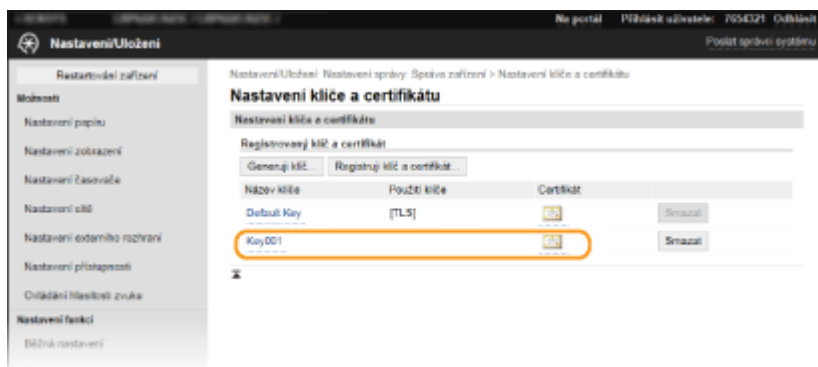 Na portál Přihlásit uživatele: 7654321 Odhlásit
Nastavení/Uložení
Poslat správci systému
Restartování zařízení
Možnosti
Nastavení papíru
Nastavení zobrazení
Nastavení časovače
Nastavení sítě
Nastavení externího rozhraní
Nastavení přístupnosti
Ovládání hlasitosti zvuku
Nastavení funkcí
Běžná nastavení
Nastavení/Uložení: Nastavení správy: Správa zařízení > Nastavení klíče a certifikátu
Nastavení klíče a certifikátu
Nastavení klíče a certifikátu
Registrovaný klíč a certifikát
Generuj klíč... Registruj klíč a certifikát...
Název klíče Použití klíče Certifikát
Default Key [TLS] Smazat
Key001 Smazat